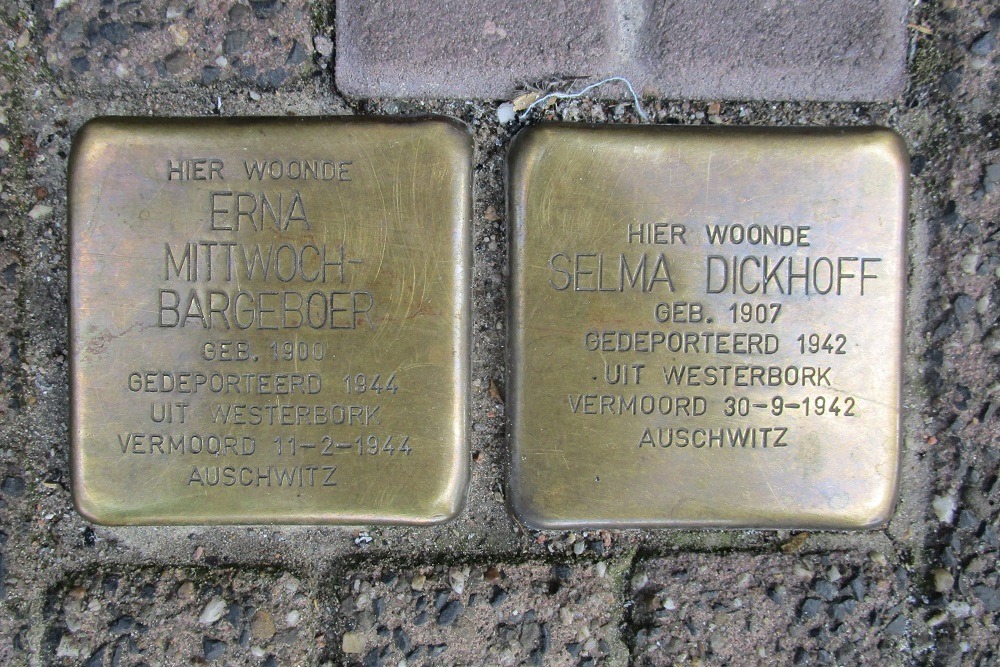 HIER WOONDE
ERNA
MITTWOCH-
BARGEBOER
GEB. 1900
GEDEPORTEERD 1944
UIT WESTERBORK
VERMOORD 11-2-1944
AUSCHWITZ
HIER WOONDE
SELMA DICKHOFF
GEB. 1907
GEDEPORTEERD 1942
UIT WESTERBORK
VERMOORD 30-9-1942
AUSCHWITZ